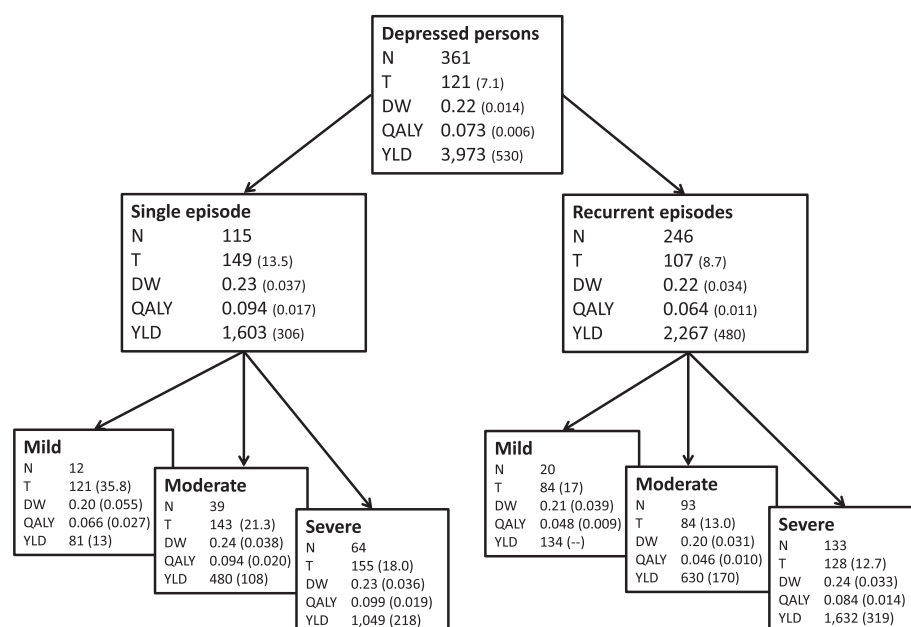 Depressed persons
N 361
T 121 (7.1)
DW 0.22 (0.014)
QALY 0.073 (0.006)
YLD 3,973 (530)
Single episode
N 115
T 149 (13.5)
DW 0.23 (0.037)
QALY 0.094 (0.017)
YLD 1,603 (306)
Recurrent episodes
N 246
T 107 (8.7)
DW 0.22 (0.034)
QALY 0.064 (0.011)
YLD 2,267 (480)
Mild
N 12
T 121 (35.8)
DW 0.20 (0.055)
QALY 0.066 (0.027)
YLD 81 (13)
Moderate
N 39
T 143 (21.3)
DW 0.24 (0.038)
QALY 0.094 (0.020)
YLD 480 (108)
Severe
N 64
T 155 (18.0)
DW 0.23 (0.036)
QALY 0.099 (0.019)
YLD 1,049 (218)
Mild
N 20
T 84 (17)
DW 0.21 (0.039)
QALY 0.048 (0.009)
YLD 134 (--)
Moderate
N 93
T 84 (13.0)
DW 0.20 (0.031)
QALY 0.046 (0.010)
YLD 630 (170)
Severe
N 133
T 128 (12.7)
DW 0.24 (0.033)
QALY 0.084 (0.014)
YLD 1,632 (319)